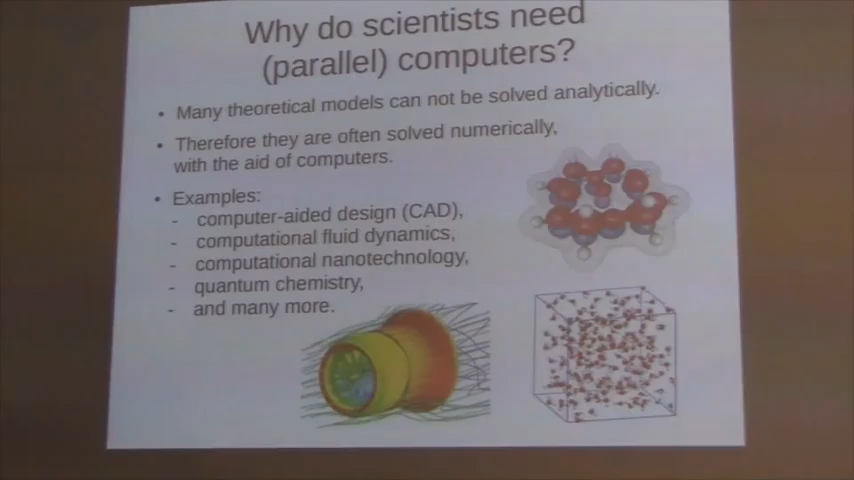 Why do scientists need
(parallel) computers?
• Many theoretical models can not be solved analytically.
• Therefore they are often solved numerically,
with the aid of computers.
• Examples:
- computer-aided design (CAD),
- computational fluid dynamics,
- computational nanotechnology,
- quantum chemistry,
- and many more.